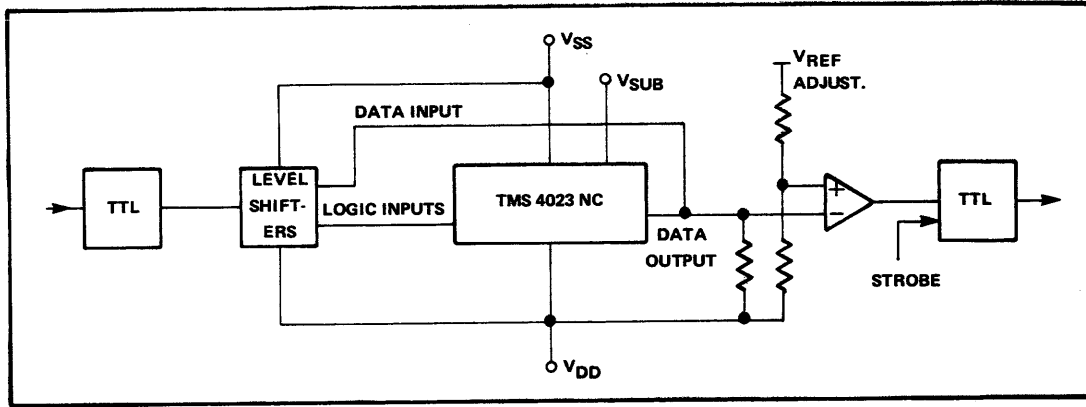 VSS
VSUB
VREF
ADJUST.
DATA INPUT
TTL
LEVEL
SHIFT-
ERS
LOGIC INPUTS
TMS 4023 NC
DATA
OUTPUT
+
−
TTL
STROBE
VDD